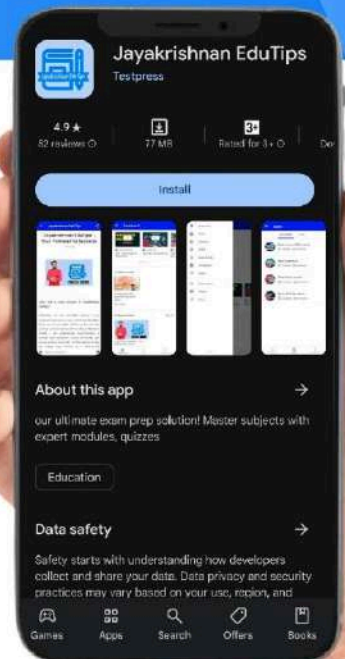 Jayakrishnan EduTips
Testpress
4.9★
82 reviews
77 MB
3+
Rated for 3+
Install
About this app
our ultimate exam prep solution! Master subjects with
expert modules, quizzes
Education
Data safety
Safety starts with understanding how developers
collect and share your data. Data privacy and security
practices may vary based on your use, region, and
Games
Apps
Search
Offers
Books